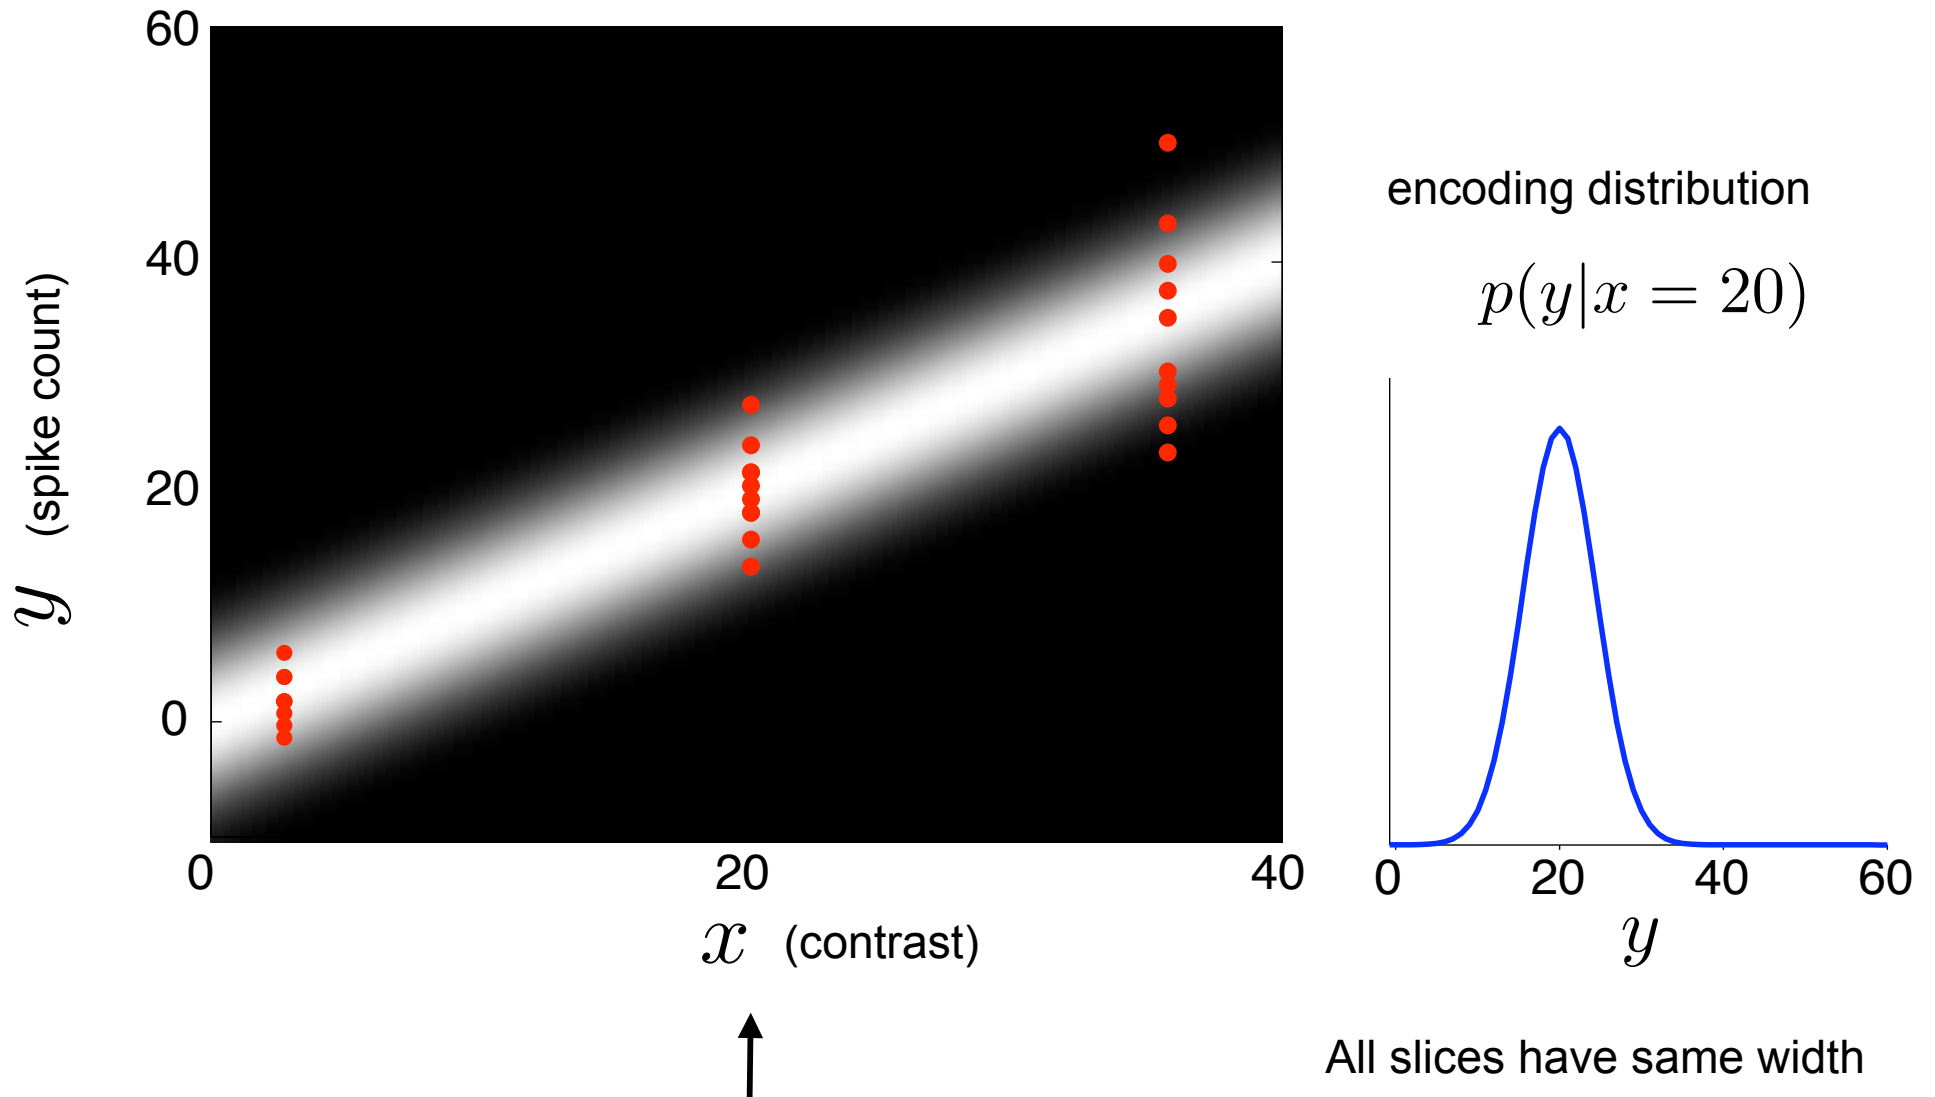 60
40
20
0
y (spike count)
0 20 40
x (contrast)
encoding distribution
p(y|x = 20)
0 20 40 60
y
All slices have same width